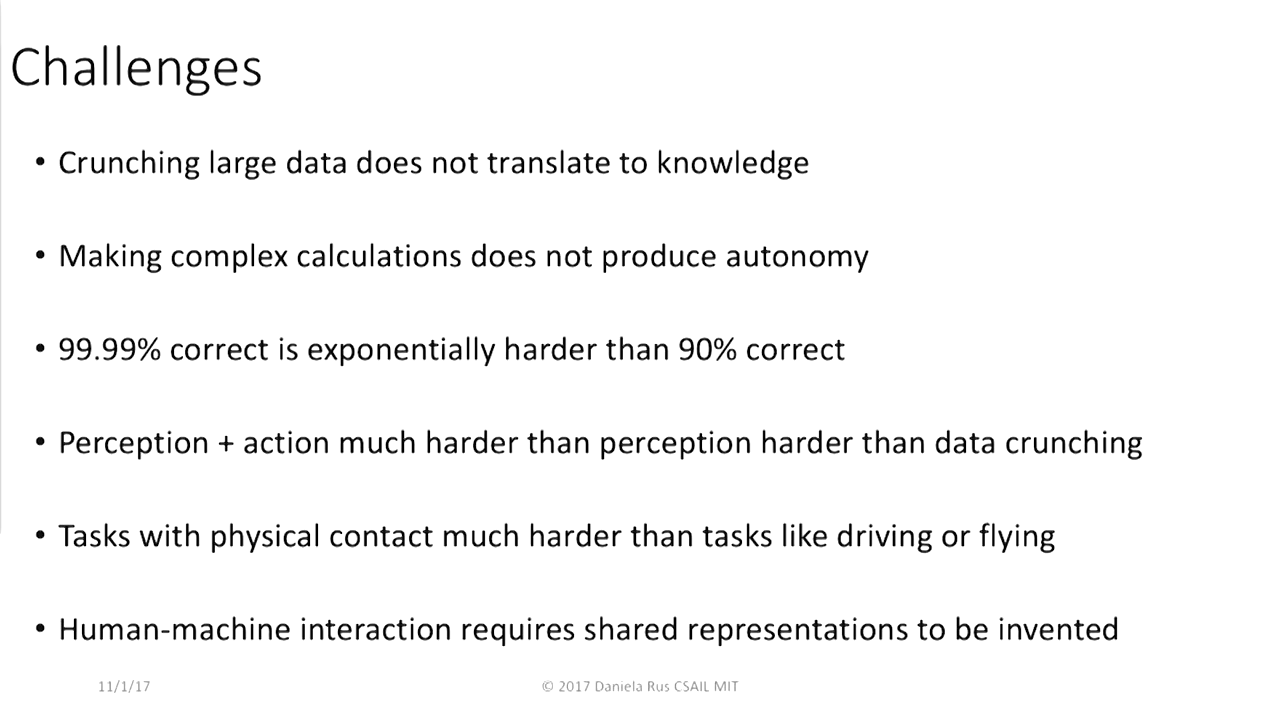 Challenges
• Crunching large data does not translate to knowledge
• Making complex calculations does not produce autonomy
• 99.99% correct is exponentially harder than 90% correct
• Perception + action much harder than perception harder than data crunching
• Tasks with physical contact much harder than tasks like driving or flying
• Human-machine interaction requires shared representations to be invented
11/1/17
© 2017 Daniela Rus CSAIL MIT